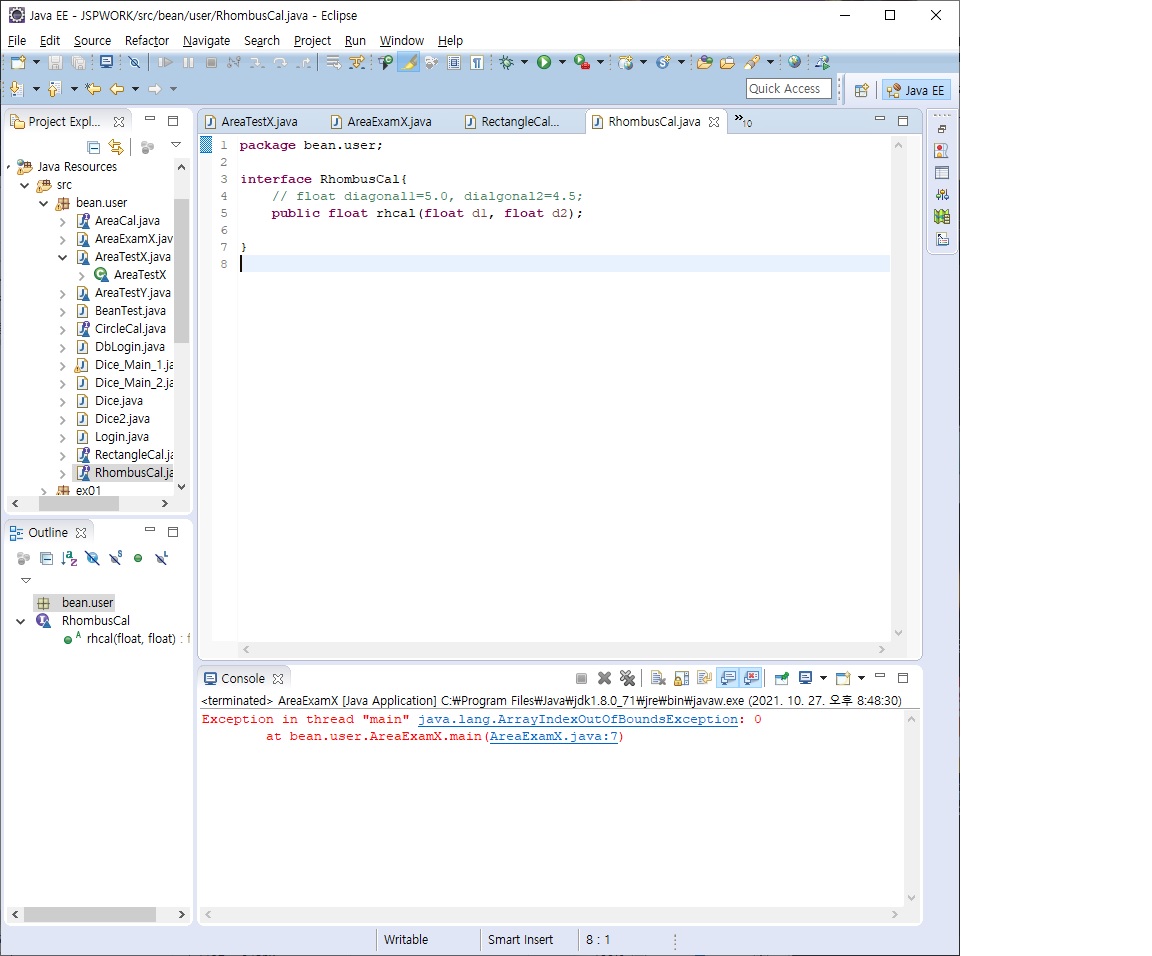 Java EE - JSPWORK/src/bean/user/RhombusCal.java - Eclipse
File Edit Source Refactor Navigate Search Project Run Window Help
Quick Access
Java EE
Project Expl...
Java Resources
src
bean.user
AreaCal.java
AreaExamX.jav
AreaTestX.java
AreaTestX
AreaTestY.java
BeanTest.java
CircleCal.java
DbLogin.java
Dice_Main_1.ja
Dice_Main_2.ja
Dice.java
Dice2.java
Login.java
RectangleCal.ja
RhombusCal.ja
ex01
Outline
bean.user
RhombusCal
rhcal(float, float) : f
AreaTestX.java AreaExamX.java RectangleCal... RhombusCal.java »10
1 package bean.user;
2
3 interface RhombusCal{
4 // float diagonal1=5.0, dialgonal2=4.5;
5 public float rhcal(float d1, float d2);
6
7 }
8
Console
<terminated> AreaExamX [Java Application] C:₩Program Files₩Java₩jdk1.8.0_71₩jre₩bin₩javaw.exe (2021. 10. 27. 오후 8:48:30)
Exception in thread "main" java.lang.ArrayIndexOutOfBoundsException: 0
at bean.user.AreaExamX.main(AreaExamX.java:7)
Writable Smart Insert 8 : 1